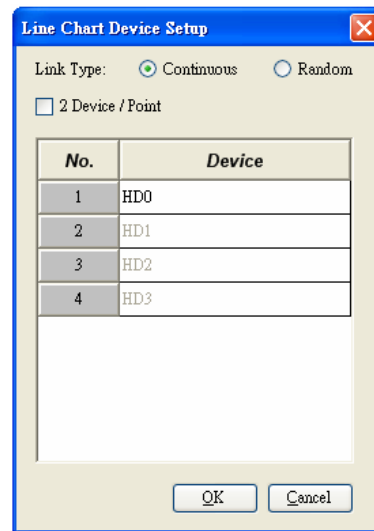 Line Chart Device Setup
Link Type: Continuous Random
2 Device / Point
No. Device
1 HD0
2 HD1
3 HD2
4 HD3
OK Cancel